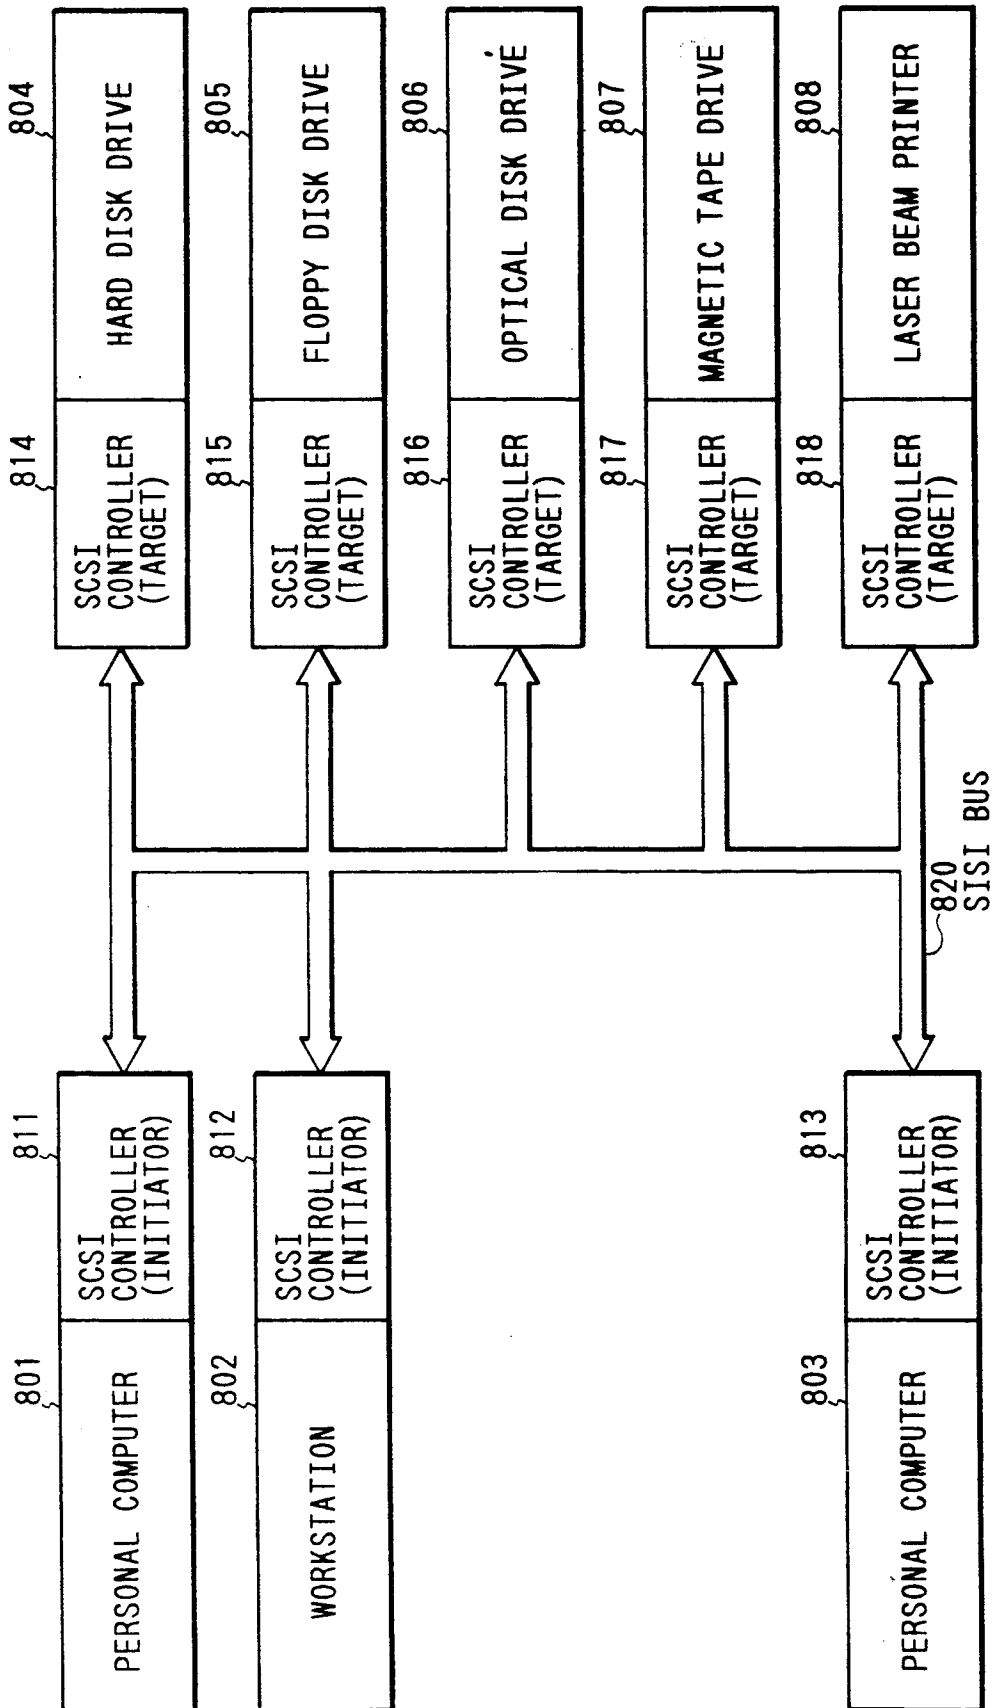 801
PERSONAL COMPUTER
811
SCSI
CONTROLLER
(INITIATOR)
802
WORKSTATION
812
SCSI
CONTROLLER
(INITIATOR)
803
PERSONAL COMPUTER
813
SCSI
CONTROLLER
(INITIATOR)
820
SISI BUS
814
SCSI
CONTROLLER
(TARGET)
804
HARD DISK DRIVE
815
SCSI
CONTROLLER
(TARGET)
805
FLOPPY DISK DRIVE
816
SCSI
CONTROLLER
(TARGET)
806
OPTICAL DISK DRIVE
817
SCSI
CONTROLLER
(TARGET)
807
MAGNETIC TAPE DRIVE
818
SCSI
CONTROLLER
(TARGET)
808
LASER BEAM PRINTER